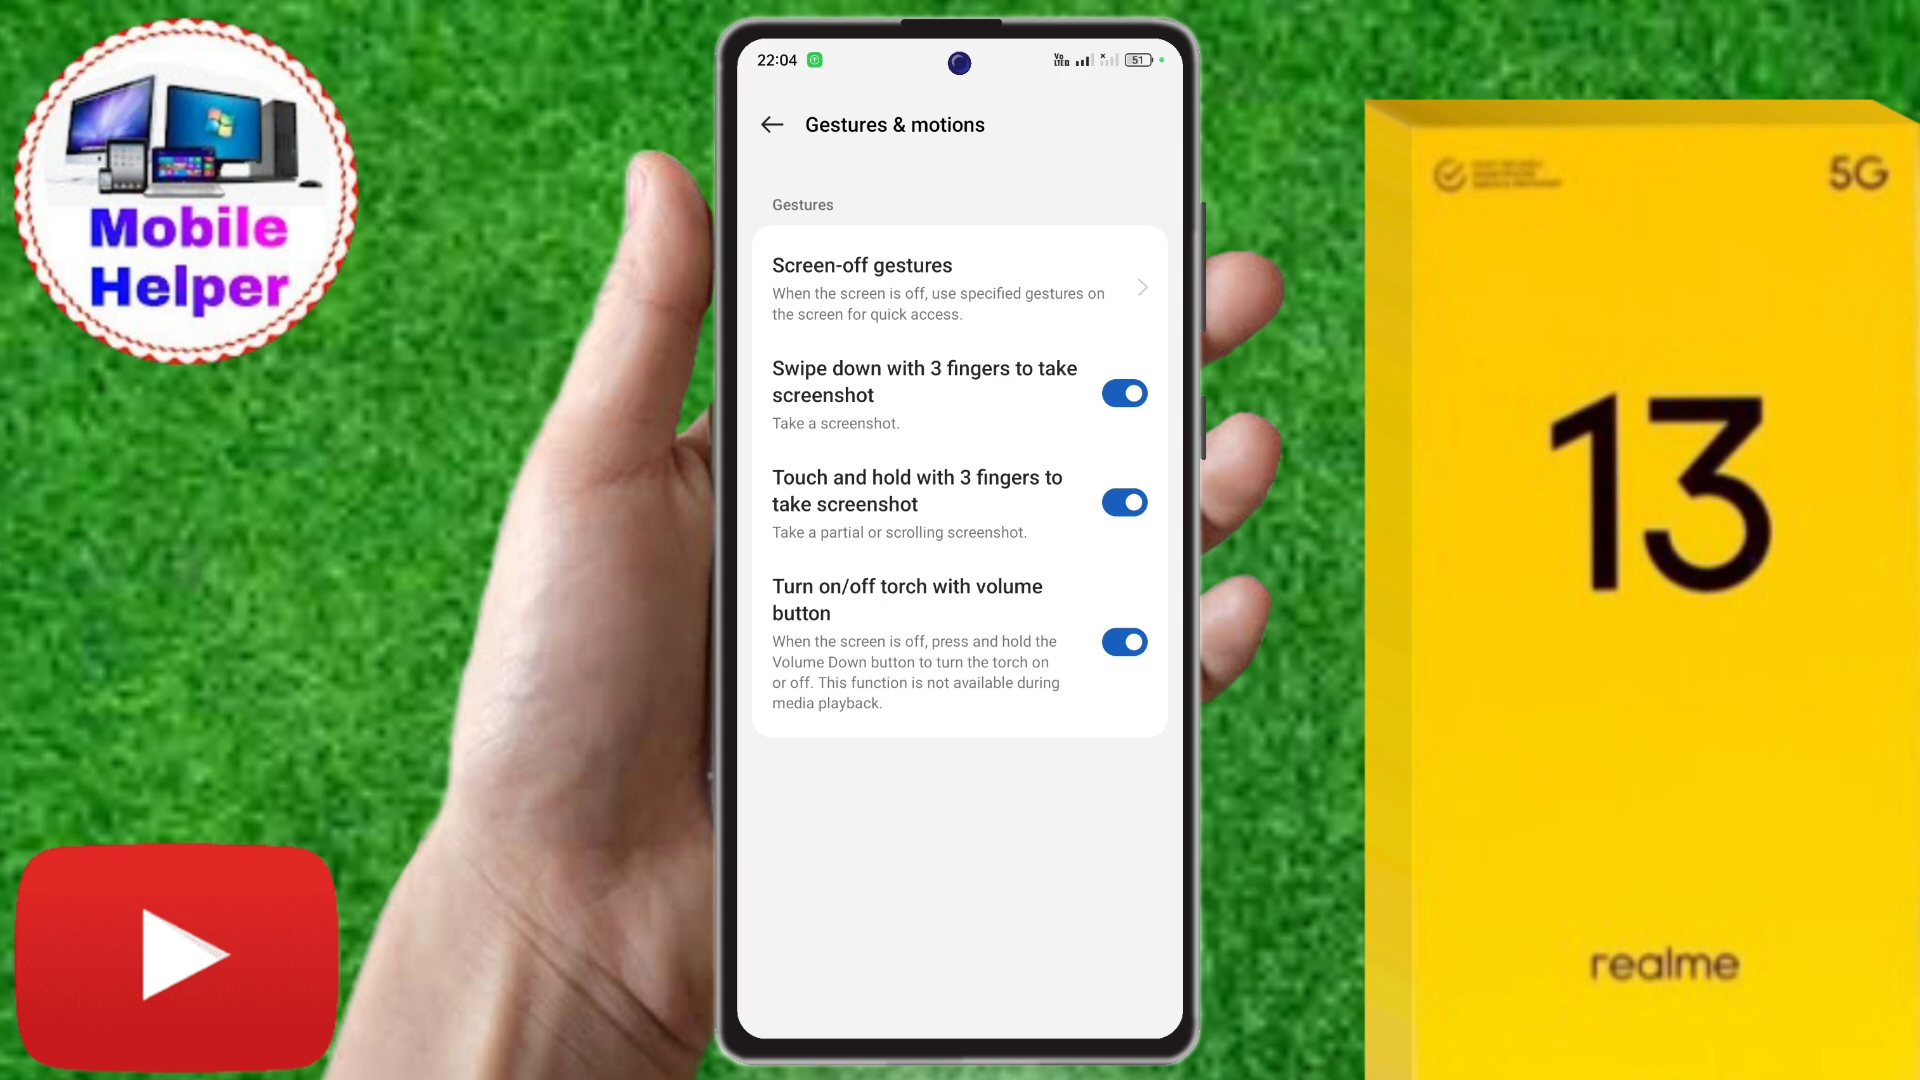 Mobile
Helper
22:04
Vo
LTE
51
Gestures & motions
Gestures
Screen-off gestures
When the screen is off, use specified gestures on
the screen for quick access.
Swipe down with 3 fingers to take
screenshot
Take a screenshot.
Touch and hold with 3 fingers to
take screenshot
Take a partial or scrolling screenshot.
Turn on/off torch with volume
button
When the screen is off, press and hold the
Volume Down button to turn the torch on
or off. This function is not available during
media playback.
5G
13
realme